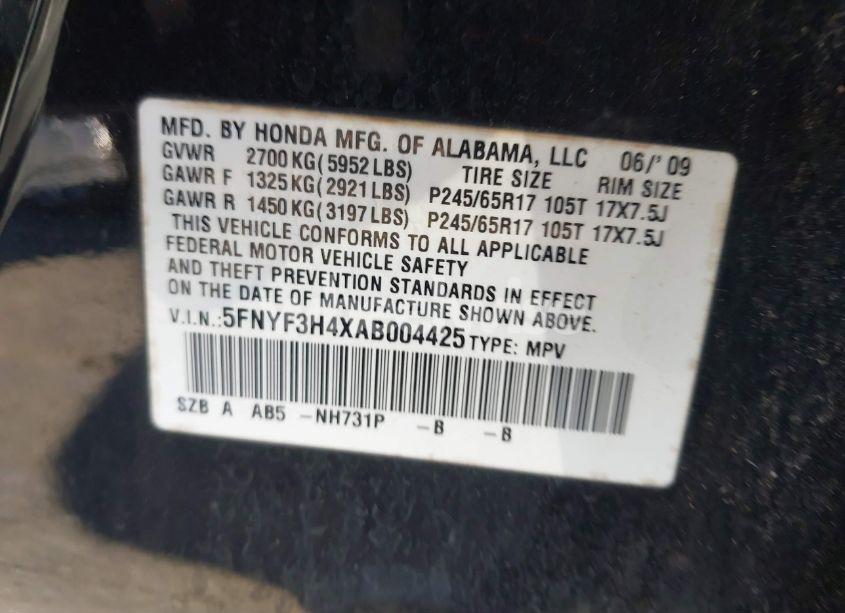 MFD. BY HONDA MFG. OF ALABAMA, LLC 06/'09
GVWR 2700 KG(5952 LBS) TIRE SIZE RIM SIZE
GAWR F 1325 KG(2921 LBS) P245/65R17 105T 17X7.5J
GAWR R 1450 KG(3197 LBS) P245/65R17 105T 17X7.5J
THIS VEHICLE CONFORMS TO ALL APPLICABLE
FEDERAL MOTOR VEHICLE SAFETY
AND THEFT PREVENTION STANDARDS IN EFFECT
ON THE DATE OF MANUFACTURE SHOWN ABOVE.
V.I.N.:5FNYF3H4XAB004425 TYPE: MPV
SZB A AB5 -NH731P -B -B